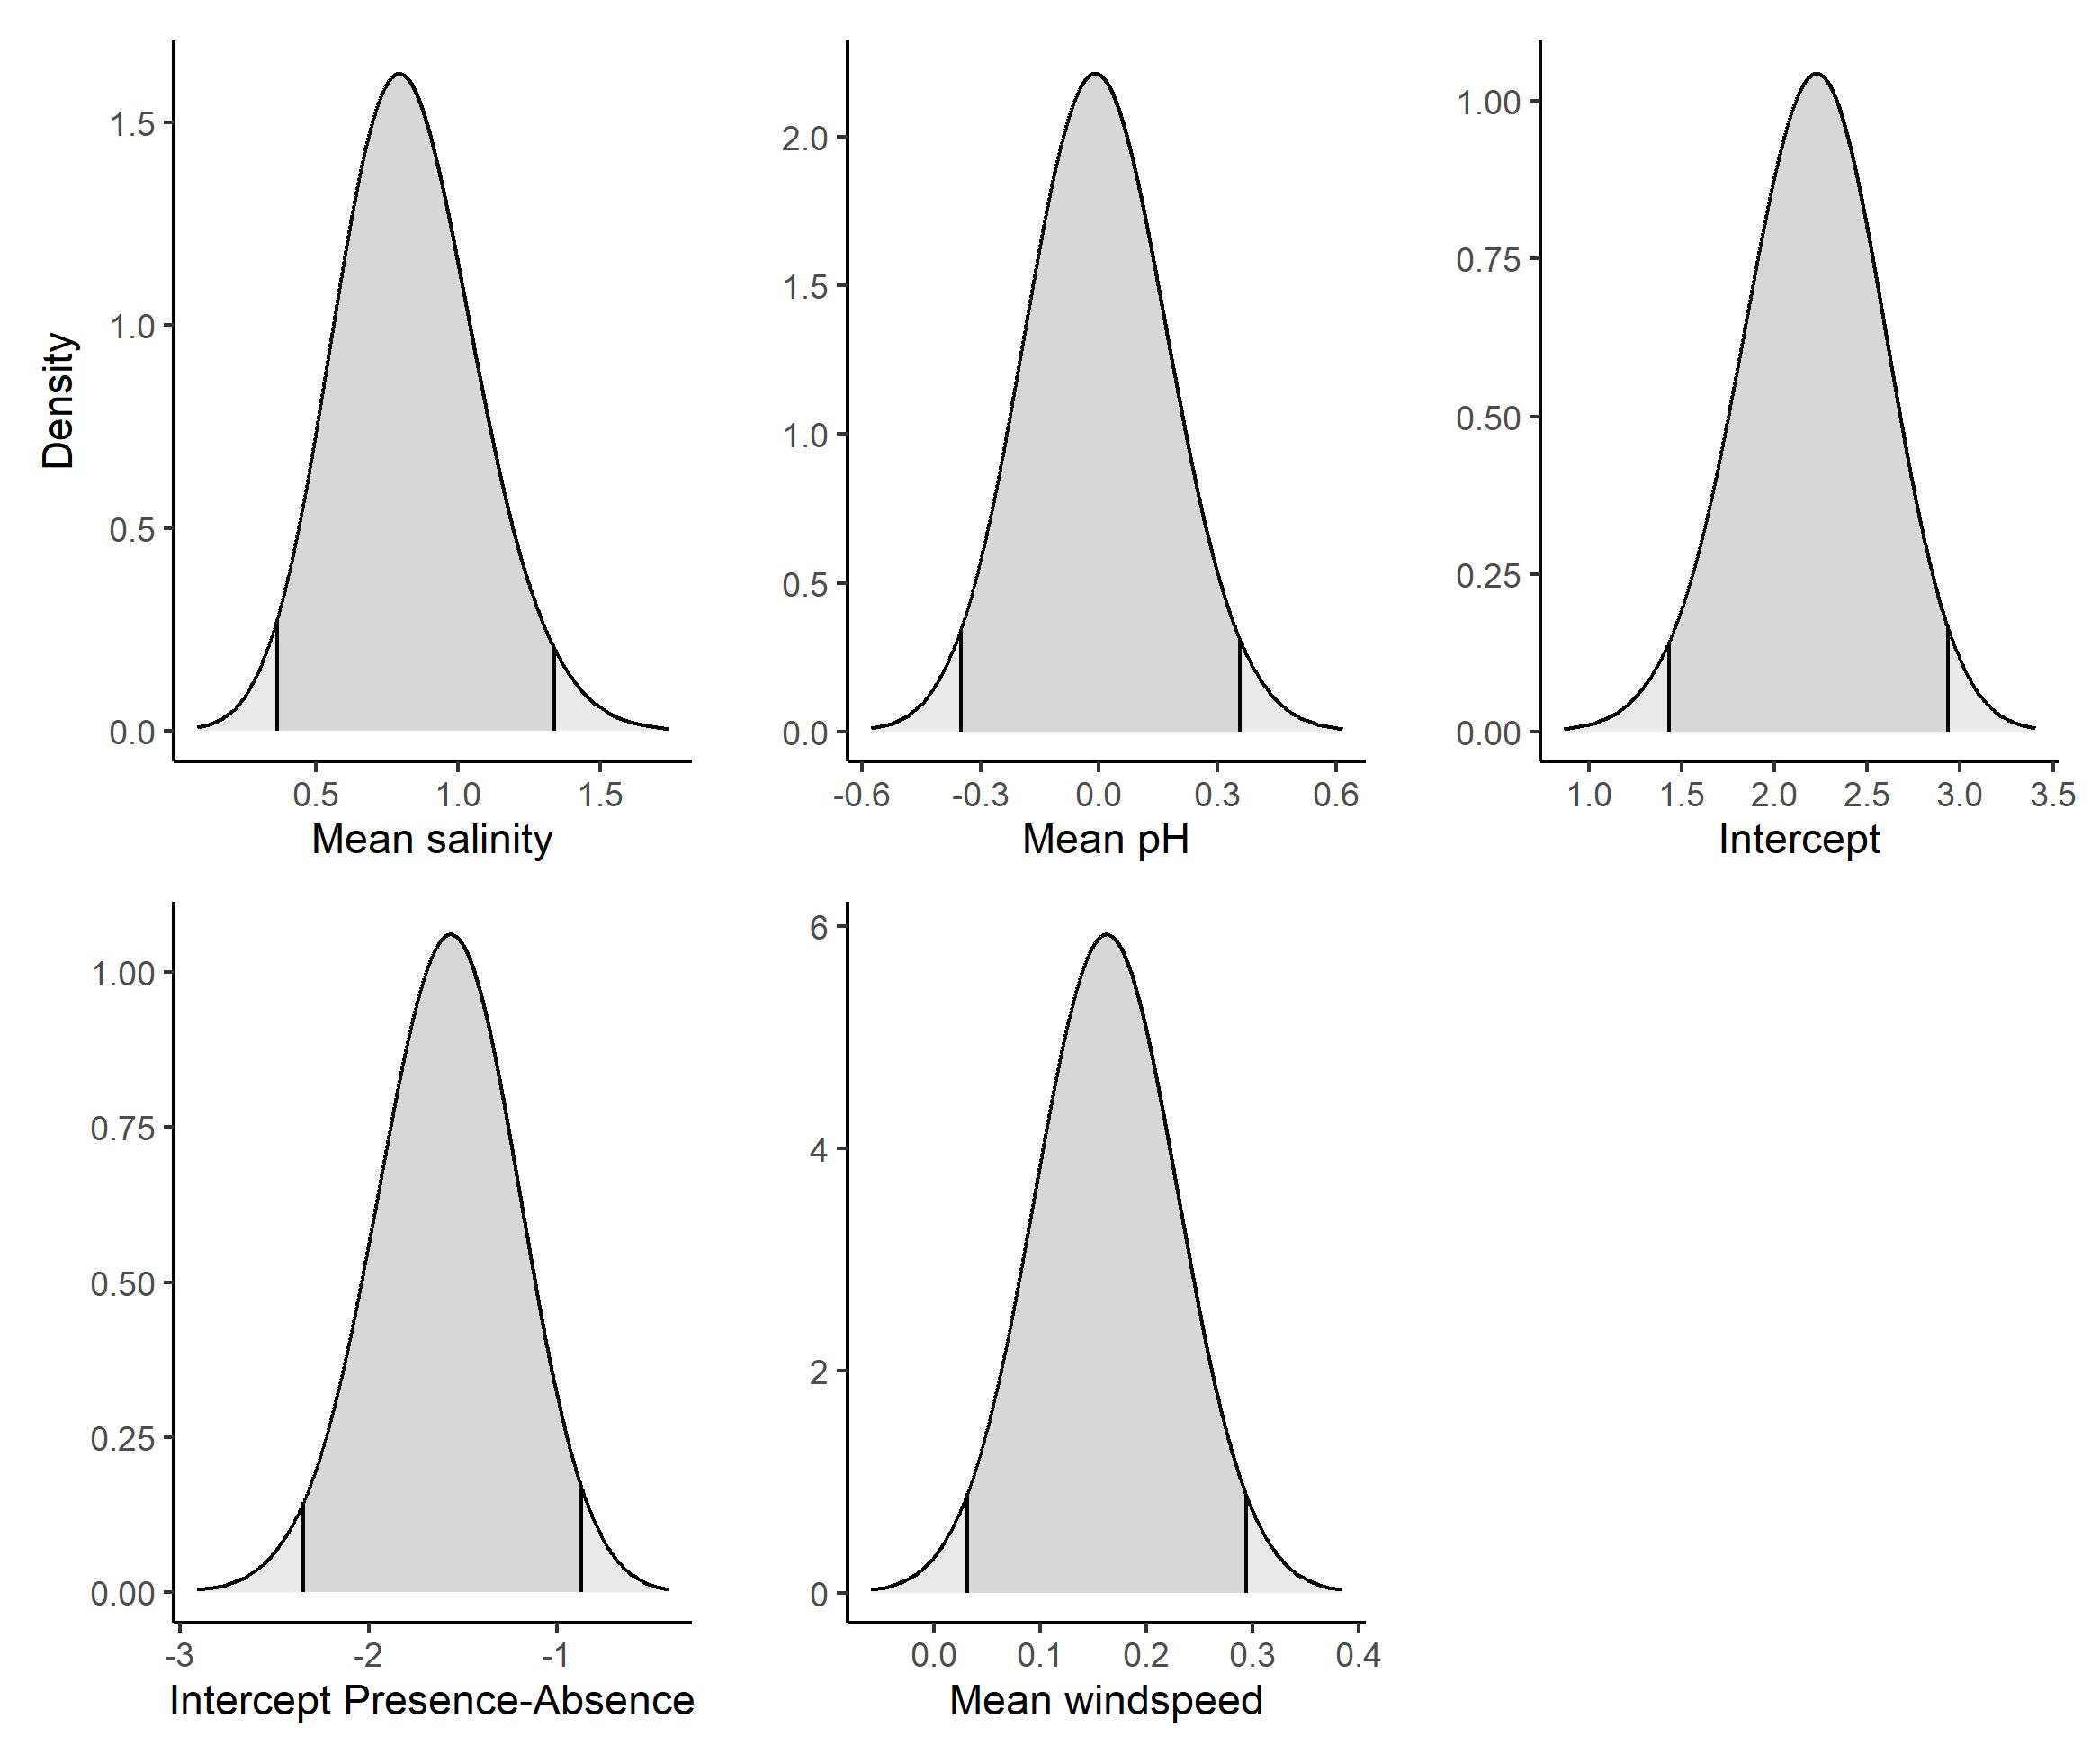 Density
1.5
1.0
0.5
0.0
0.5 1.0 1.5
Mean salinity
2.0
1.5
1.0
0.5
0.0
-0.6 -0.3 0.0 0.3 0.6
Mean pH
1.00
0.75
0.50
0.25
0.00
1.0 1.5 2.0 2.5 3.0 3.5
Intercept
1.00
0.75
0.50
0.25
0.00
-3 -2 -1
Intercept Presence-Absence
6
4
2
0
0.0 0.1 0.2 0.3 0.4
Mean windspeed